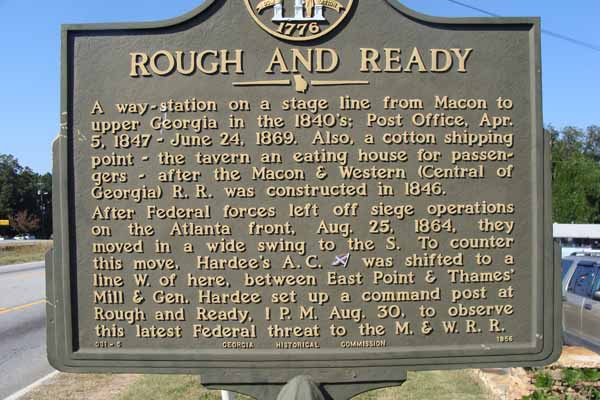 1776
ROUGH AND READY
A way-station on a stage line from Macon to
upper Georgia in the 1840's; Post Office, Apr.
5, 1847 - June 24, 1869. Also, a cotton shipping
point - the tavern an eating house for passen-
gers - after the Macon & Western (Central of
Georgia) R. R. was constructed in 1846.
After Federal forces left off siege operations
on the Atlanta front, Aug. 25, 1864, they
moved in a wide swing to the S. To counter
this move, Hardee's A. C. was shifted to a
line W. of here, between East Point & Thames'
Mill & Gen. Hardee set up a command post at
Rough and Ready, 1 P. M. Aug. 30, to observe
this latest Federal threat to the M. & W. R. R.
031-5 GEORGIA HISTORICAL COMMISSION 1956